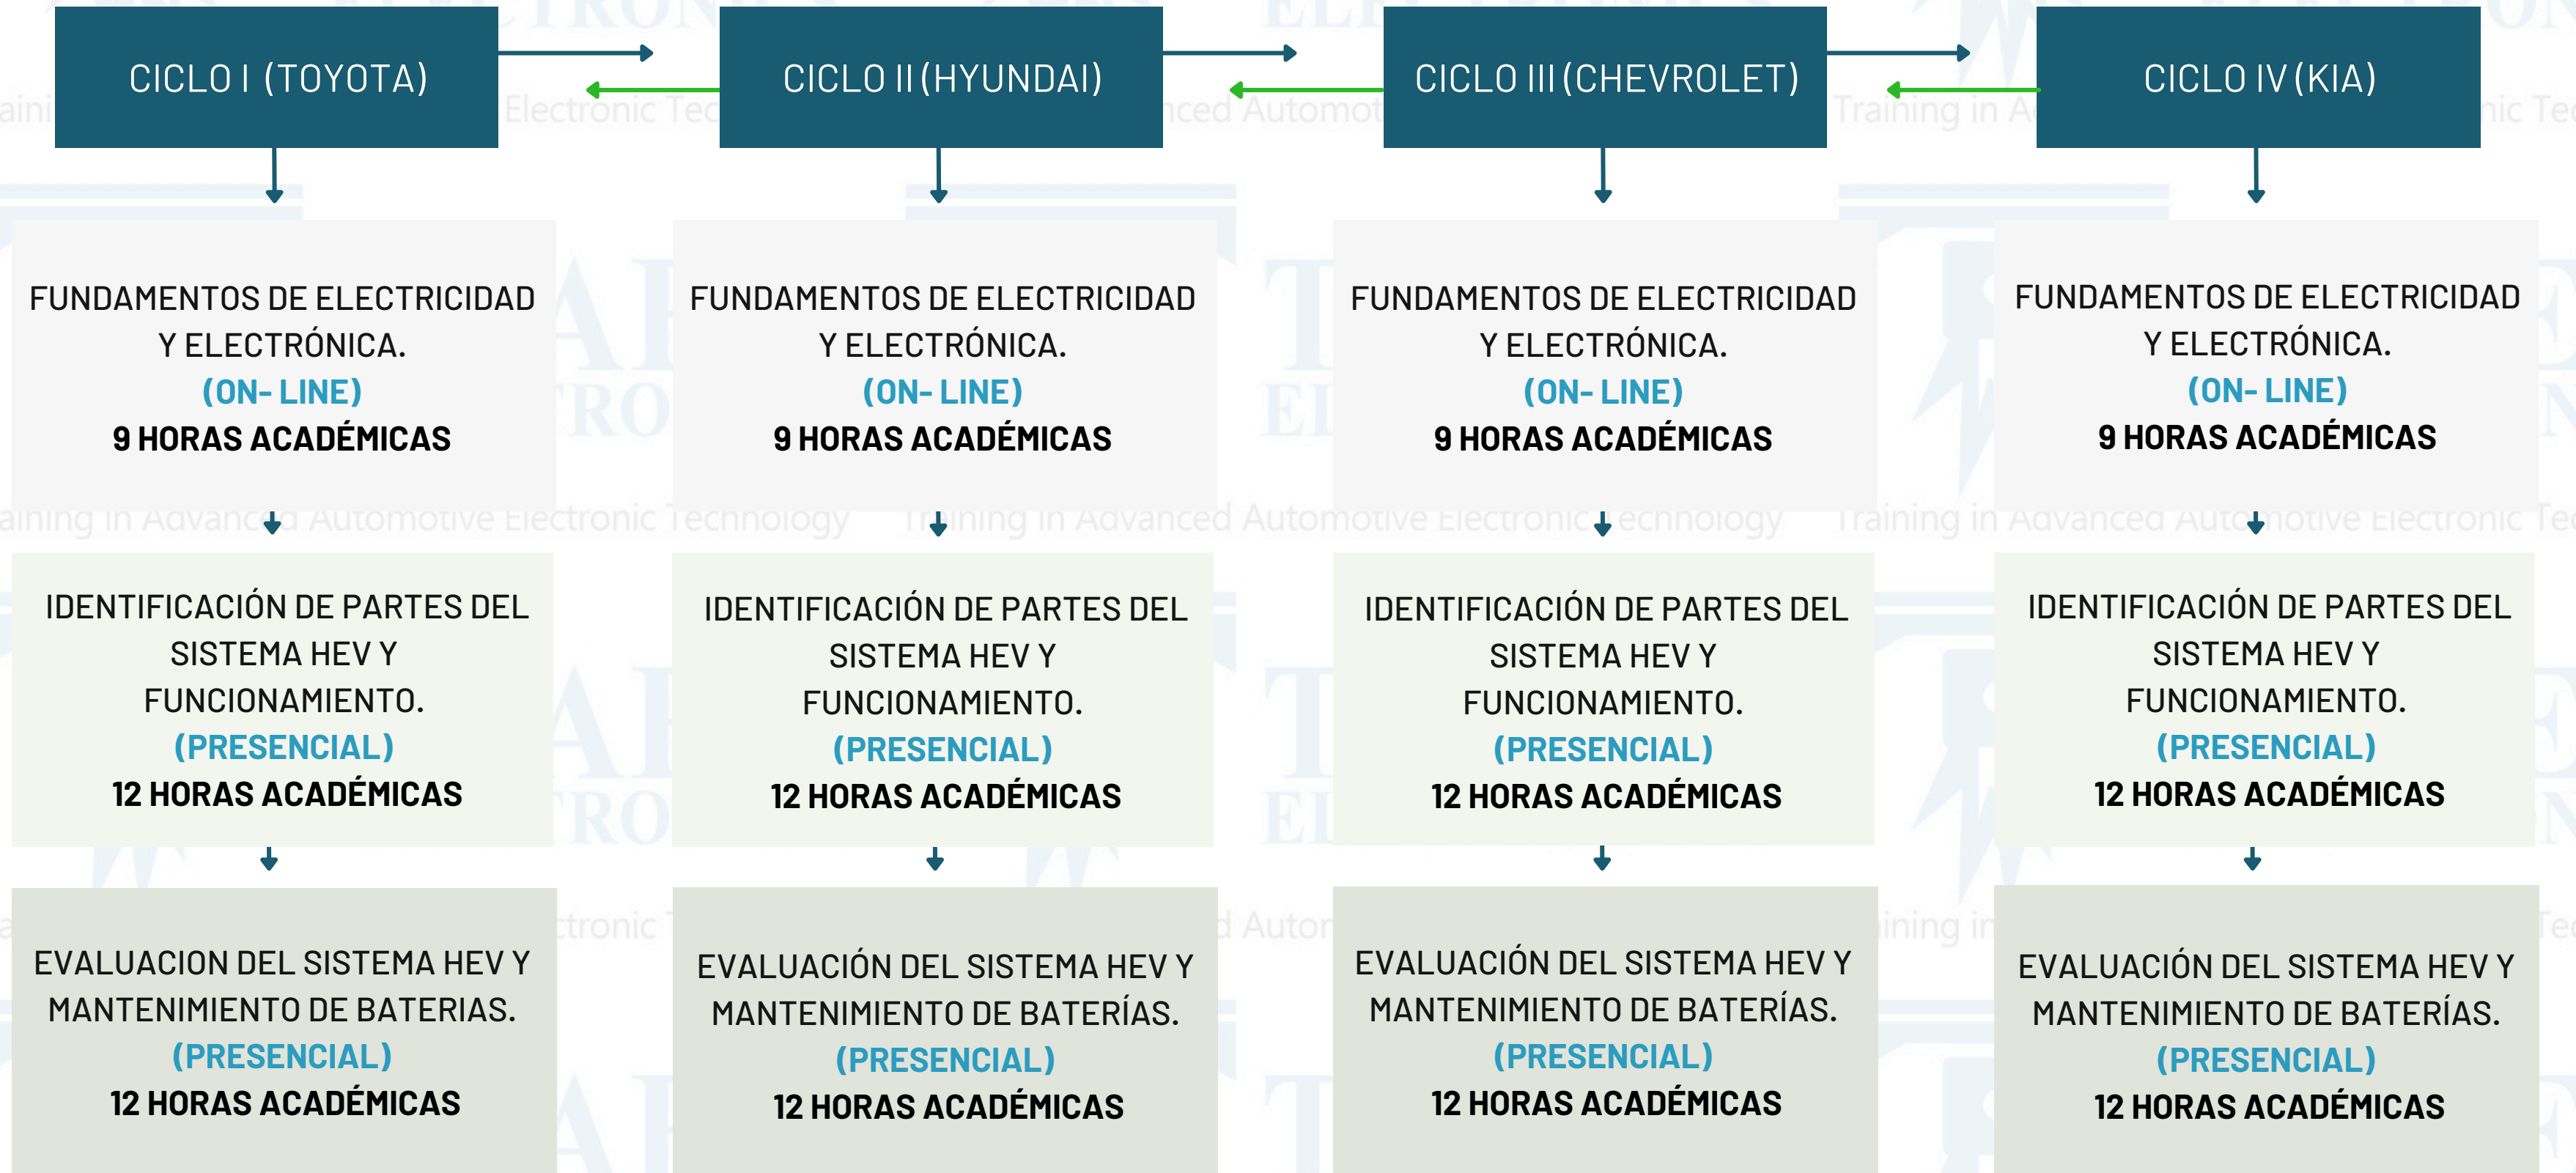 CICLO I (TOYOTA)
FUNDAMENTOS DE ELECTRICIDAD
Y ELECTRÓNICA.
(ON- LINE)
9 HORAS ACADÉMICAS
IDENTIFICACIÓN DE PARTES DEL
SISTEMA HEV Y
FUNCIONAMIENTO.
(PRESENCIAL)
12 HORAS ACADÉMICAS
EVALUACION DEL SISTEMA HEV Y
MANTENIMIENTO DE BATERIAS.
(PRESENCIAL)
12 HORAS ACADÉMICAS
CICLO II (HYUNDAI)
FUNDAMENTOS DE ELECTRICIDAD
Y ELECTRÓNICA.
(ON- LINE)
9 HORAS ACADÉMICAS
IDENTIFICACIÓN DE PARTES DEL
SISTEMA HEV Y
FUNCIONAMIENTO.
(PRESENCIAL)
12 HORAS ACADÉMICAS
EVALUACIÓN DEL SISTEMA HEV Y
MANTENIMIENTO DE BATERÍAS.
(PRESENCIAL)
12 HORAS ACADÉMICAS
CICLO III (CHEVROLET)
FUNDAMENTOS DE ELECTRICIDAD
Y ELECTRÓNICA.
(ON- LINE)
9 HORAS ACADÉMICAS
IDENTIFICACIÓN DE PARTES DEL
SISTEMA HEV Y
FUNCIONAMIENTO.
(PRESENCIAL)
12 HORAS ACADÉMICAS
EVALUACIÓN DEL SISTEMA HEV Y
MANTENIMIENTO DE BATERÍAS.
(PRESENCIAL)
12 HORAS ACADÉMICAS
CICLO IV (KIA)
FUNDAMENTOS DE ELECTRICIDAD
Y ELECTRÓNICA.
(ON- LINE)
9 HORAS ACADÉMICAS
IDENTIFICACIÓN DE PARTES DEL
SISTEMA HEV Y
FUNCIONAMIENTO.
(PRESENCIAL)
12 HORAS ACADÉMICAS
EVALUACIÓN DEL SISTEMA HEV Y
MANTENIMIENTO DE BATERÍAS.
(PRESENCIAL)
12 HORAS ACADÉMICAS
Training in Advanced Automotive Electronic Technology